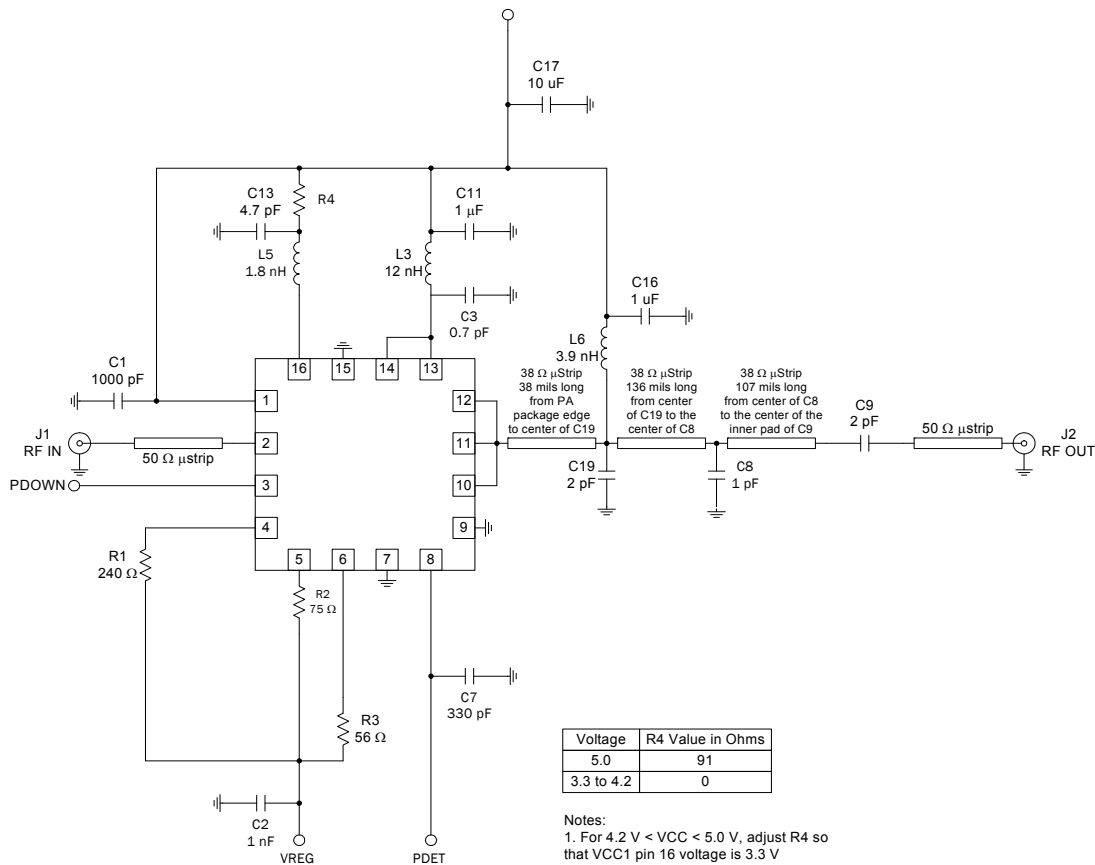 C17
10 uF
C13
4.7 pF
R4
C11
1 μF
L5
1.8 nH
L3
12 nH
C16
1 uF
C3
0.7 pF
L6
3.9 nH
C1
1000 pF
16
15
14
13
38 Ω μStrip
38 mils long
from PA
package edge
to center of C19
38 Ω μStrip
136 mils long
from center
of C19 to the
center of C8
38 Ω μStrip
107 mils long
from center of C8
to the center of the
inner pad of C9
C9
2 pF
1
12
J1
RF IN
50 Ω μstrip
2
11
50 Ω μstrip
J2
RF OUT
C19
2 pF
C8
1 pF
PDOWN
3
10
4
9
R1
240 Ω
5
6
7
8
R2
75 Ω
C7
330 pF
R3
56 Ω
C2
1 nF
VREG
PDET
Voltage R4 Value in Ohms
5.0 91
3.3 to 4.2 0
Notes:
1. For 4.2 V < VCC < 5.0 V, adjust R4 so
that VCC1 pin 16 voltage is 3.3 V